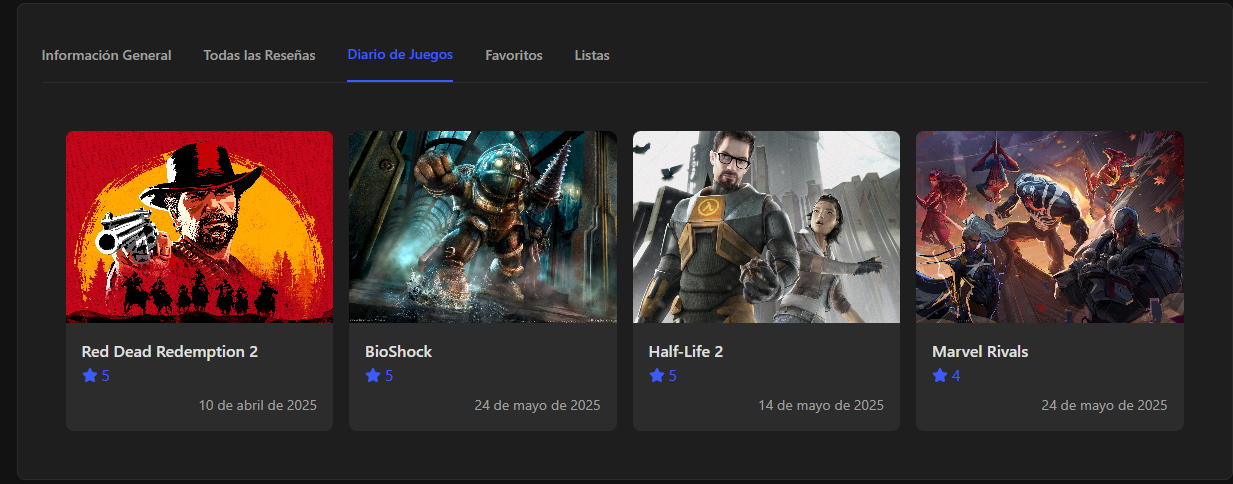 Información General
Todas las Reseñas
Diario de Juegos
Favoritos
Listas
Red Dead Redemption 2
5
10 de abril de 2025
BioShock
5
24 de mayo de 2025
Half-Life 2
5
14 de mayo de 2025
Marvel Rivals
4
24 de mayo de 2025